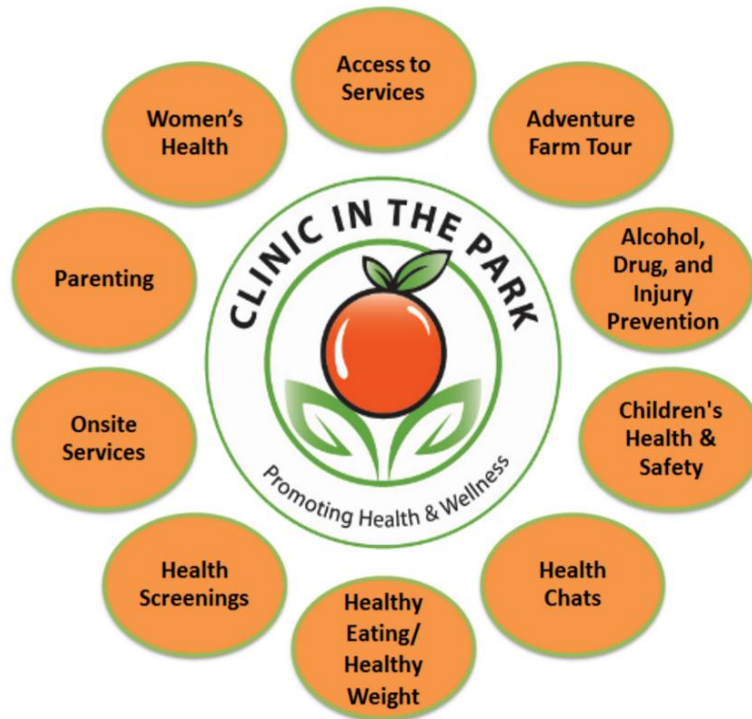 Access to
Services
Adventure
Farm Tour
Alcohol,
Drug, and
Injury
Prevention
Children's
Health &
Safety
Health
Chats
Healthy
Eating/
Healthy
Weight
Health
Screenings
Onsite
Services
Parenting
Women’s
Health
CLINIC IN THE PARK
Promoting Health & Wellness